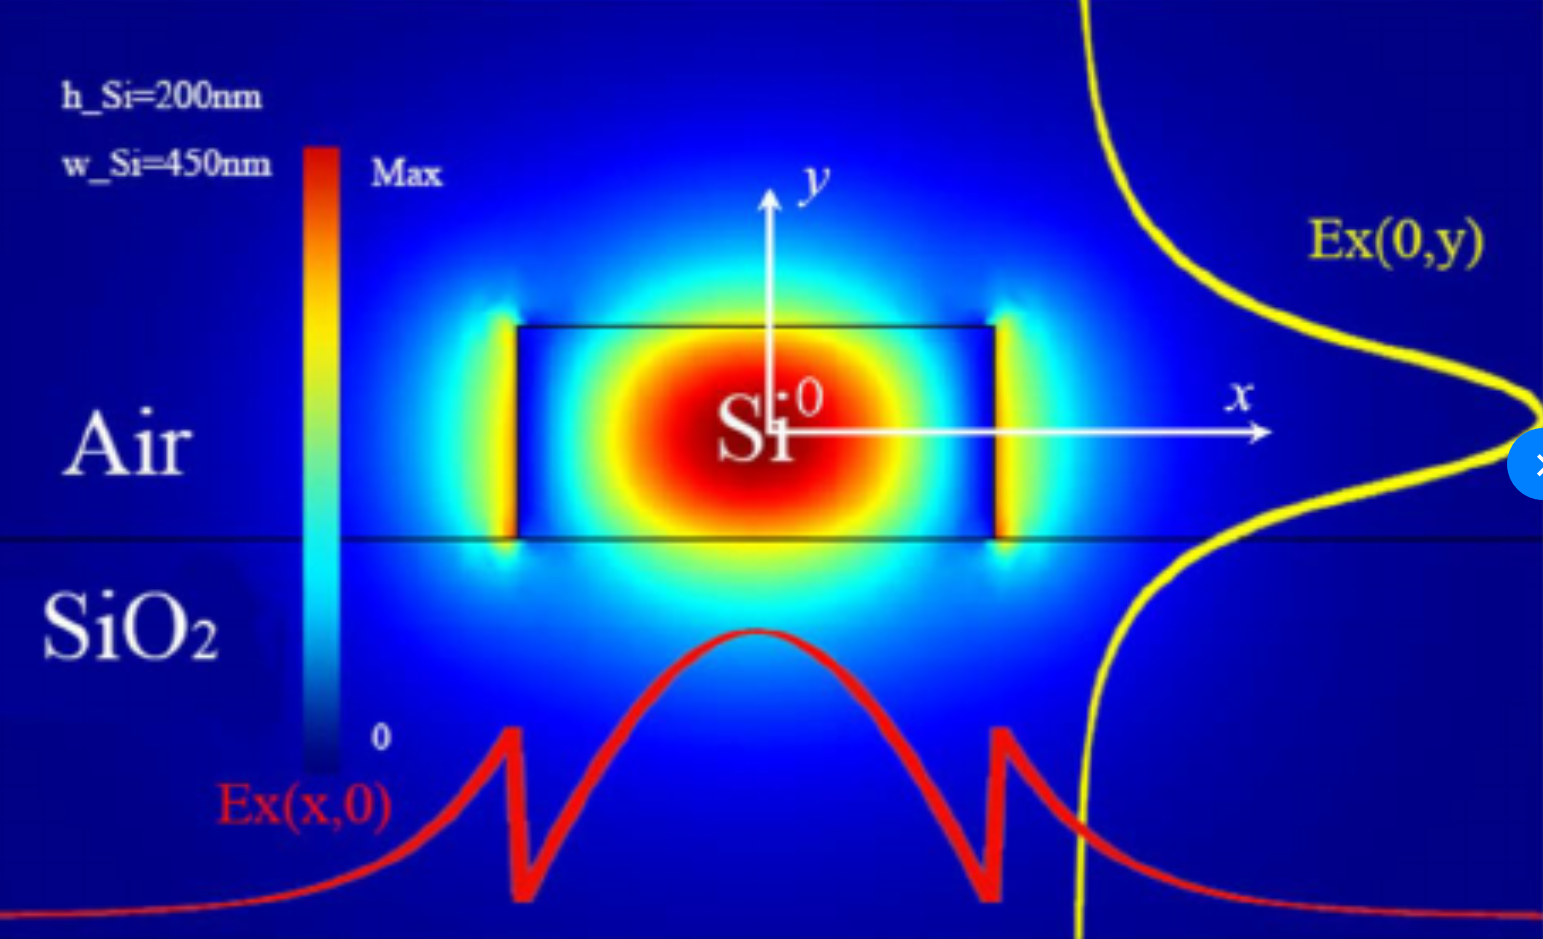 h_Si=200nm
w_Si=450nm
Max
y
Ex(0,y)
x
0
Si
Air
SiO₂
0
Ex(x,0)